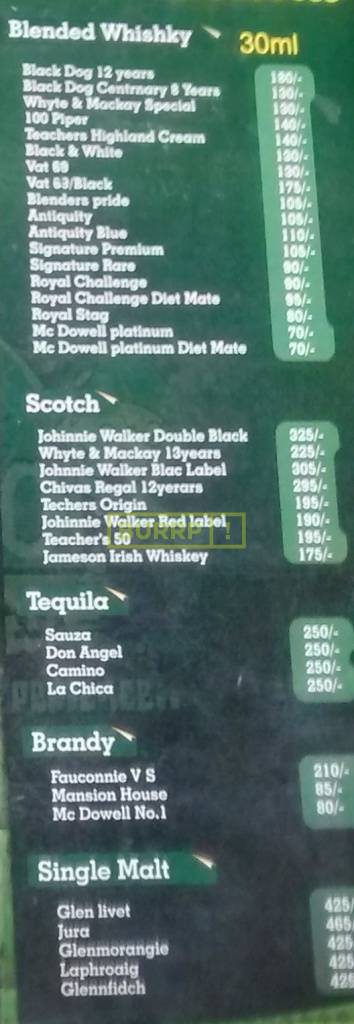 Blended Whishky 30ml
Black Dog 12 years 180/-
Black Dog Centrnary 8 Years 130/-
Whyte & Mackay Special 130/-
100 Piper 140/-
Teachers Highland Cream 140/-
Black & White 130/-
Vat 69 130/-
Vat 63/Black 175/-
Blenders pride 105/-
Antiquity 105/-
Antiquity Blue 110/-
Signature Premium 105/-
Signature Rare 90/-
Royal Challenge 90/-
Royal Challenge Diet Mate 95/-
Royal Stag 80/-
Mc Dowell platinum 70/-
Mc Dowell platinum Diet Mate 70/-
Scotch
Johinnie Walker Double Black 325/-
Whyte & Mackay 13years 225/-
Johnnie Walker Blac Label 305/-
Chivas Regal 12yerars 295/-
Techers Origin 195/-
Johinnie Walker Red label 190/-
BURRP!
Teacher's 50 195/-
Jameson Irish Whiskey 175/-
Tequila
Sauza 250/-
Don Angel 250/-
Camino 250/-
La Chica 250/-
Brandy
Fauconnie V S 210/-
Mansion House 85/-
Mc Dowell No.1 80/-
Single Malt
Glen livet 425/
Jura 465/
Glenmorangie 425
Laphroaig 425
Glennfidch 425